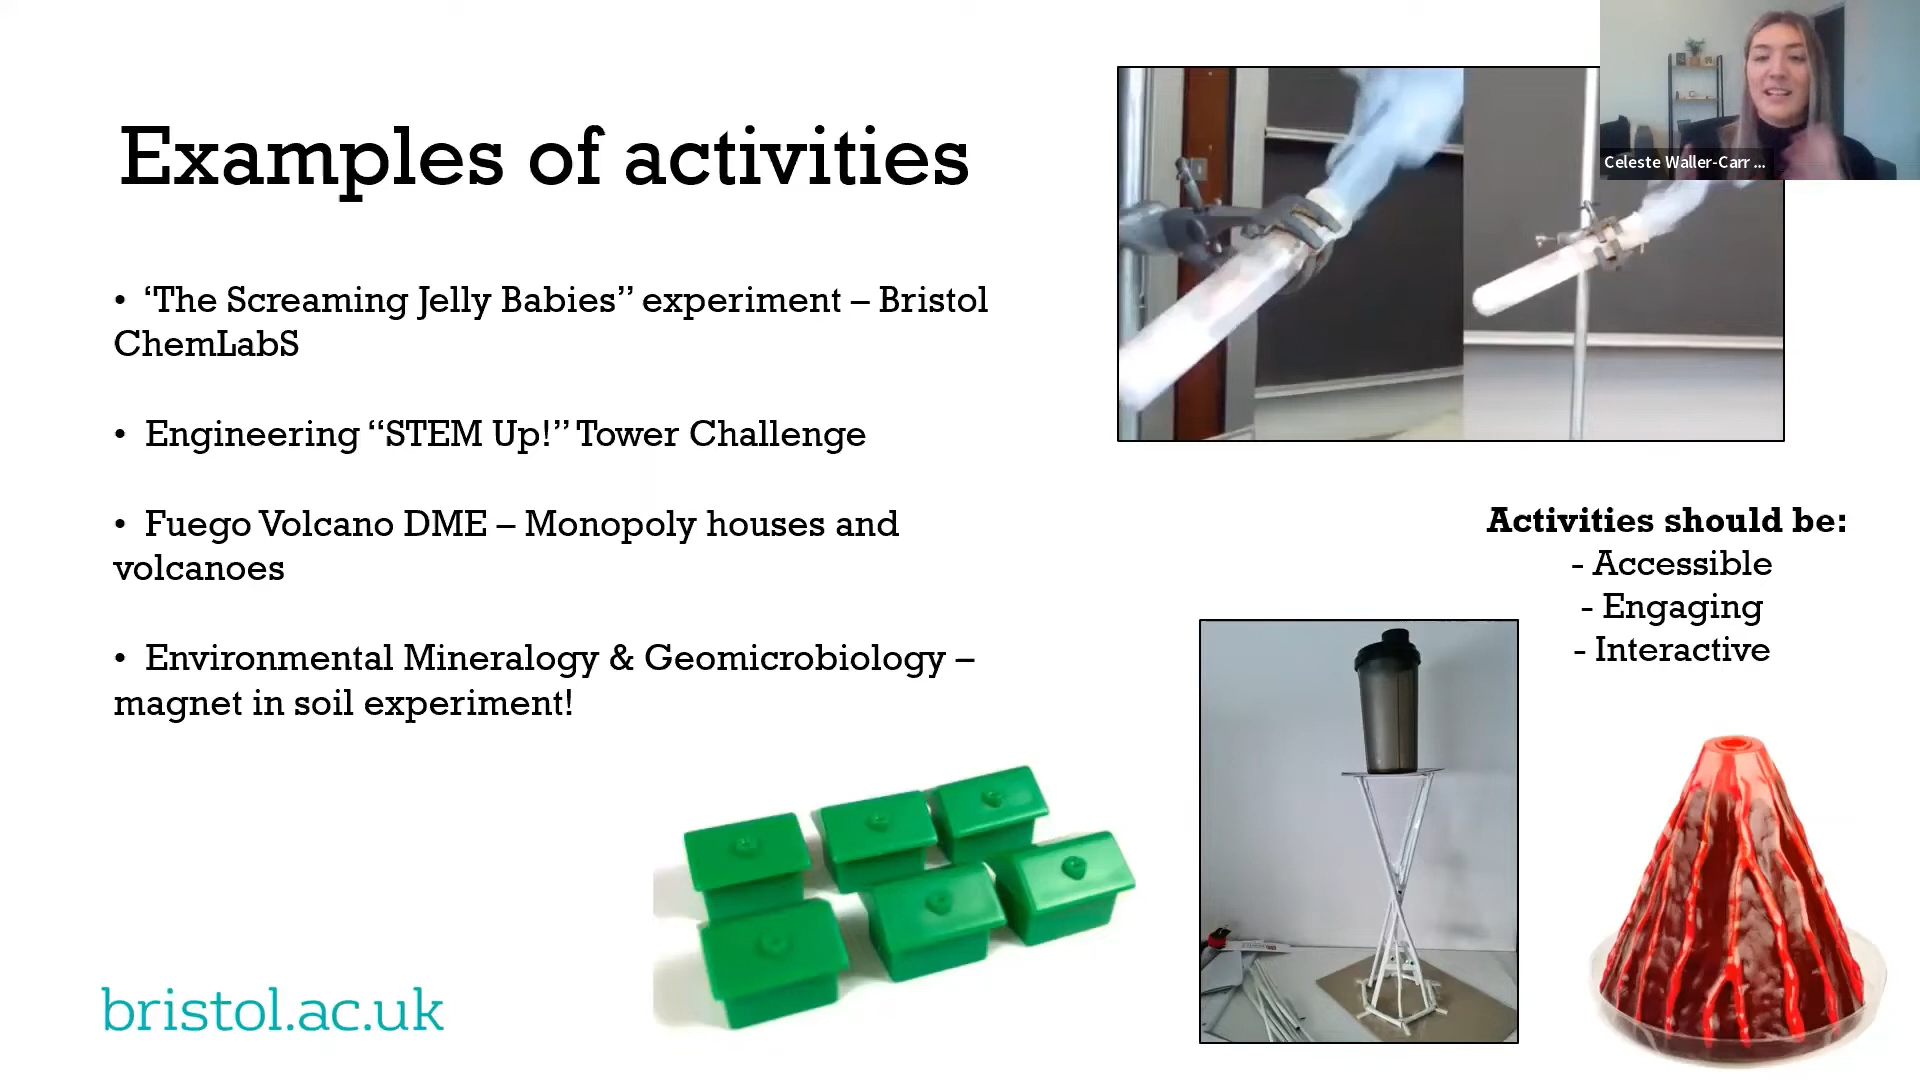 Celeste Waller-Carr ...
Examples of activities
• ‘The Screaming Jelly Babies” experiment – Bristol
ChemLabS
• Engineering “STEM Up!” Tower Challenge
• Fuego Volcano DME – Monopoly houses and
volcanoes
• Environmental Mineralogy & Geomicrobiology –
magnet in soil experiment!
Activities should be:
- Accessible
- Engaging
- Interactive
bristol.ac.uk